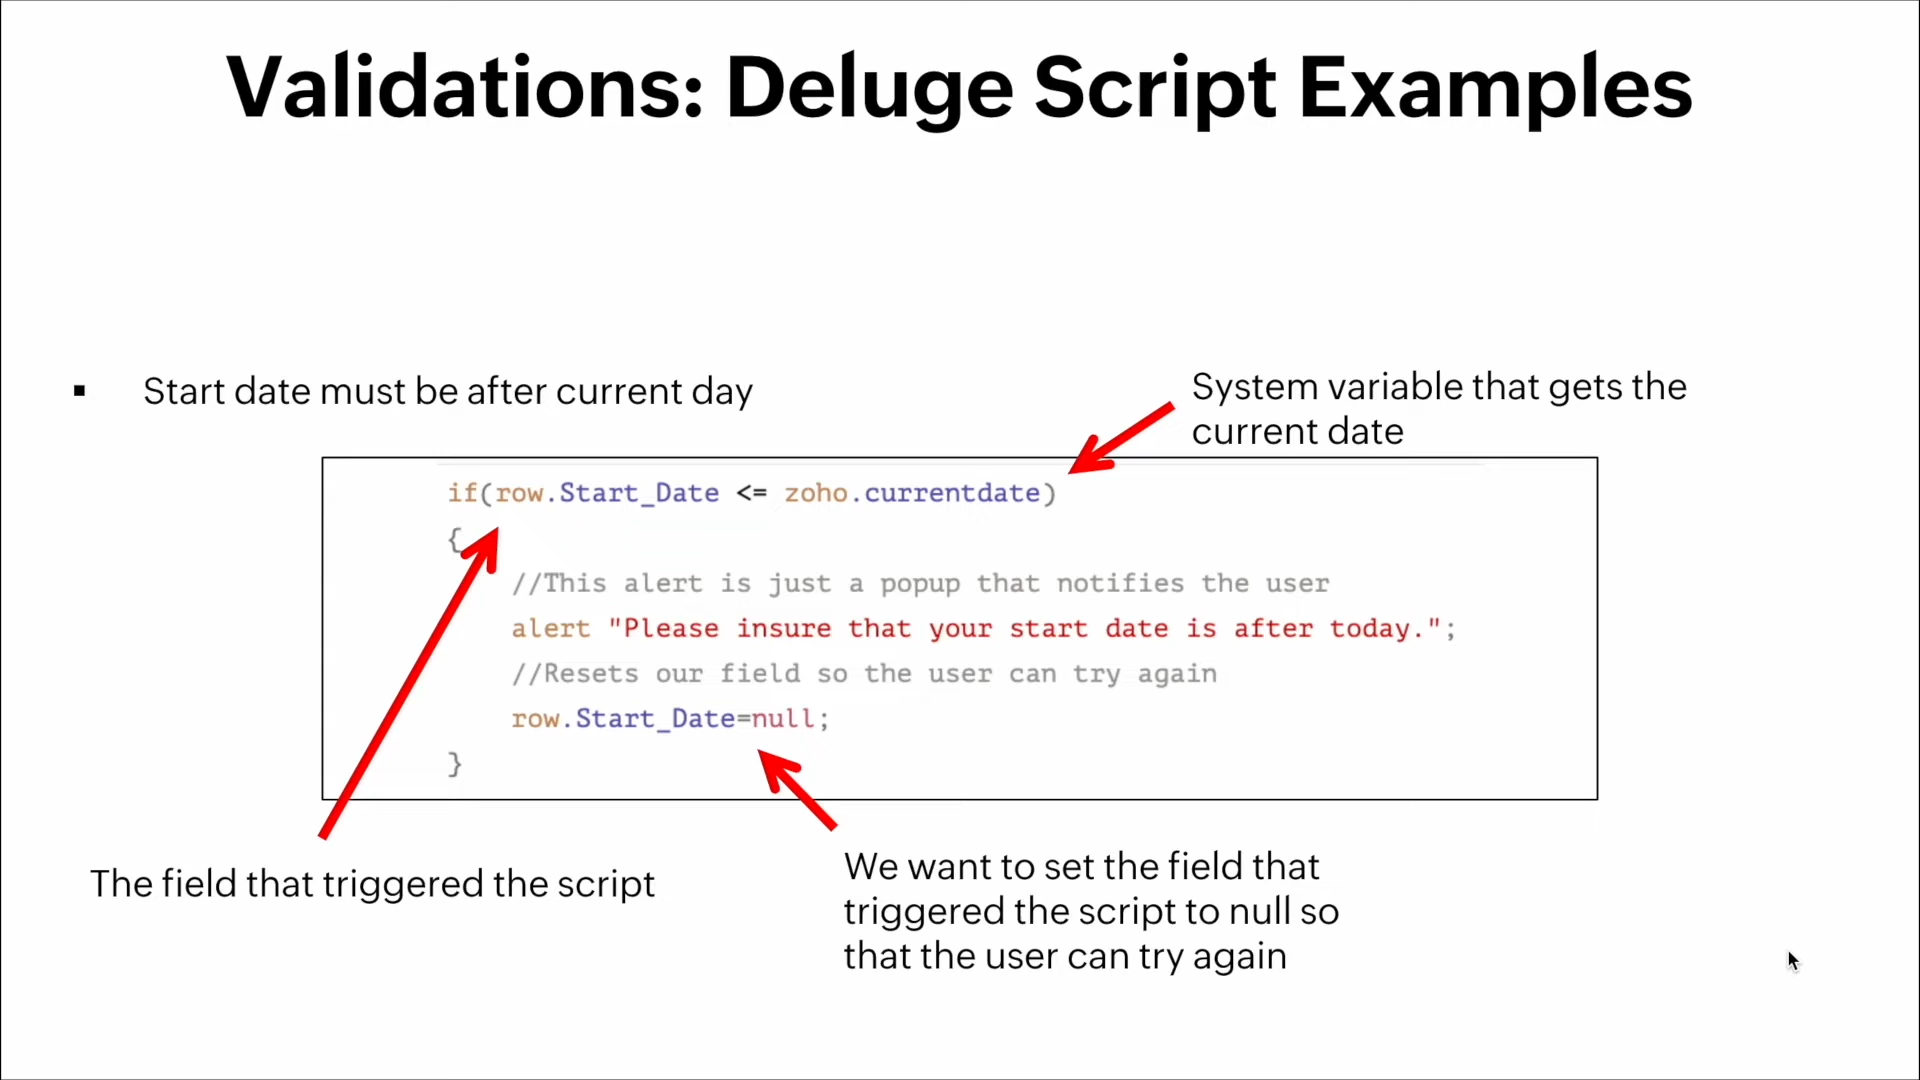 Validations: Deluge Script Examples
▪ Start date must be after current day
System variable that gets the
current date
if(row.Start_Date <= zoho.currentdate)
{
//This alert is just a popup that notifies the user
alert "Please insure that your start date is after today.";
//Resets our field so the user can try again
row.Start_Date=null;
}
The field that triggered the script
We want to set the field that
triggered the script to null so
that the user can try again